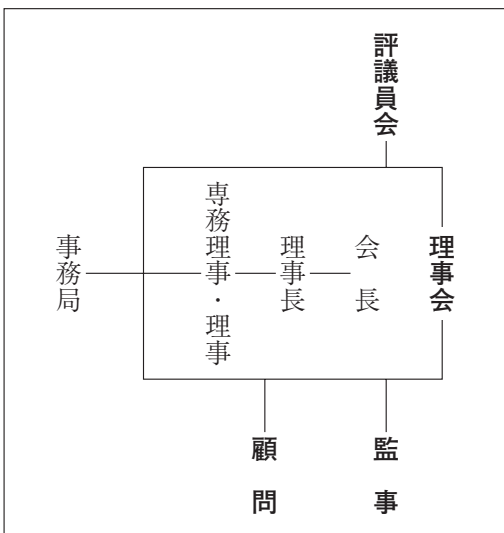 評議員会
理事会
会長
理事長
専務理事・理事
事務局
監事
顧問